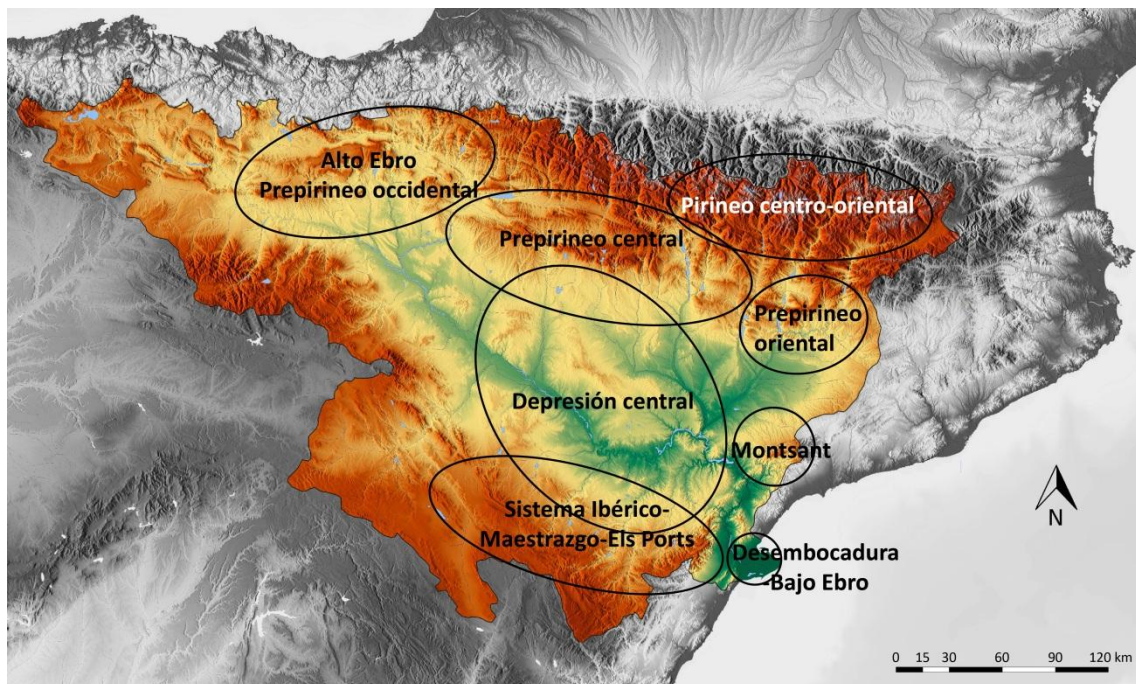 Alto Ebro
Prepirineo occidental
Pirineo centro-oriental
Prepirineo central
Prepirineo
oriental
Depresión central
Montsant
Sistema Ibérico-
Maestrazgo-Els Ports
Desembocadura
-Bajo Ebro
N
0 15 30 60 90 120 km